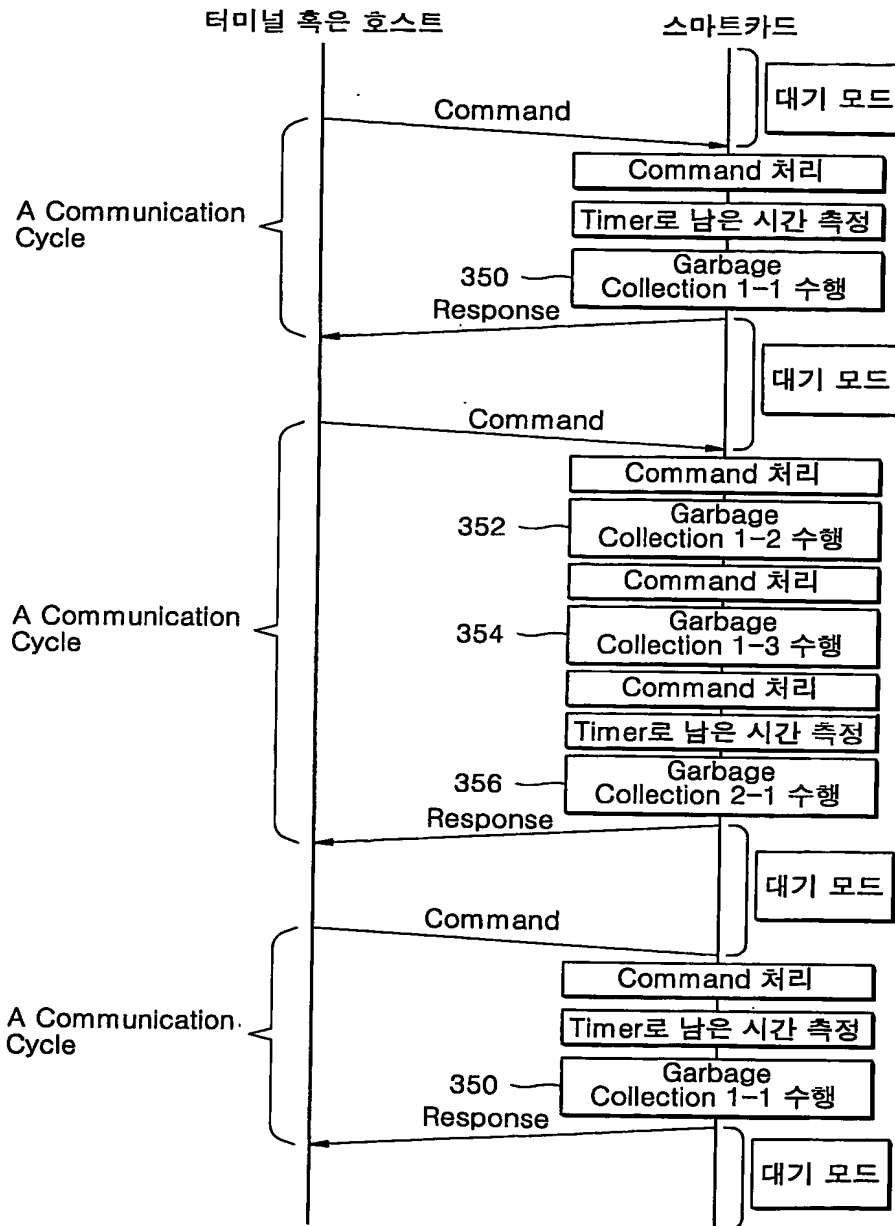 터미널 혹은 호스트
스마트카드
대기 모드
Command
Command 처리
A Communication
Cycle
Timer로 남은 시간 측정
350
Garbage
Collection 1-1 수행
Response
대기 모드
Command
Command 처리
352
Garbage
Collection 1-2 수행
Command 처리
A Communication
Cycle
354
Garbage
Collection 1-3 수행
Command 처리
Timer로 남은 시간 측정
356
Garbage
Collection 2-1 수행
Response
대기 모드
Command
Command 처리
A Communication
Cycle
Timer로 남은 시간 측정
350
Garbage
Collection 1-1 수행
Response
대기 모드